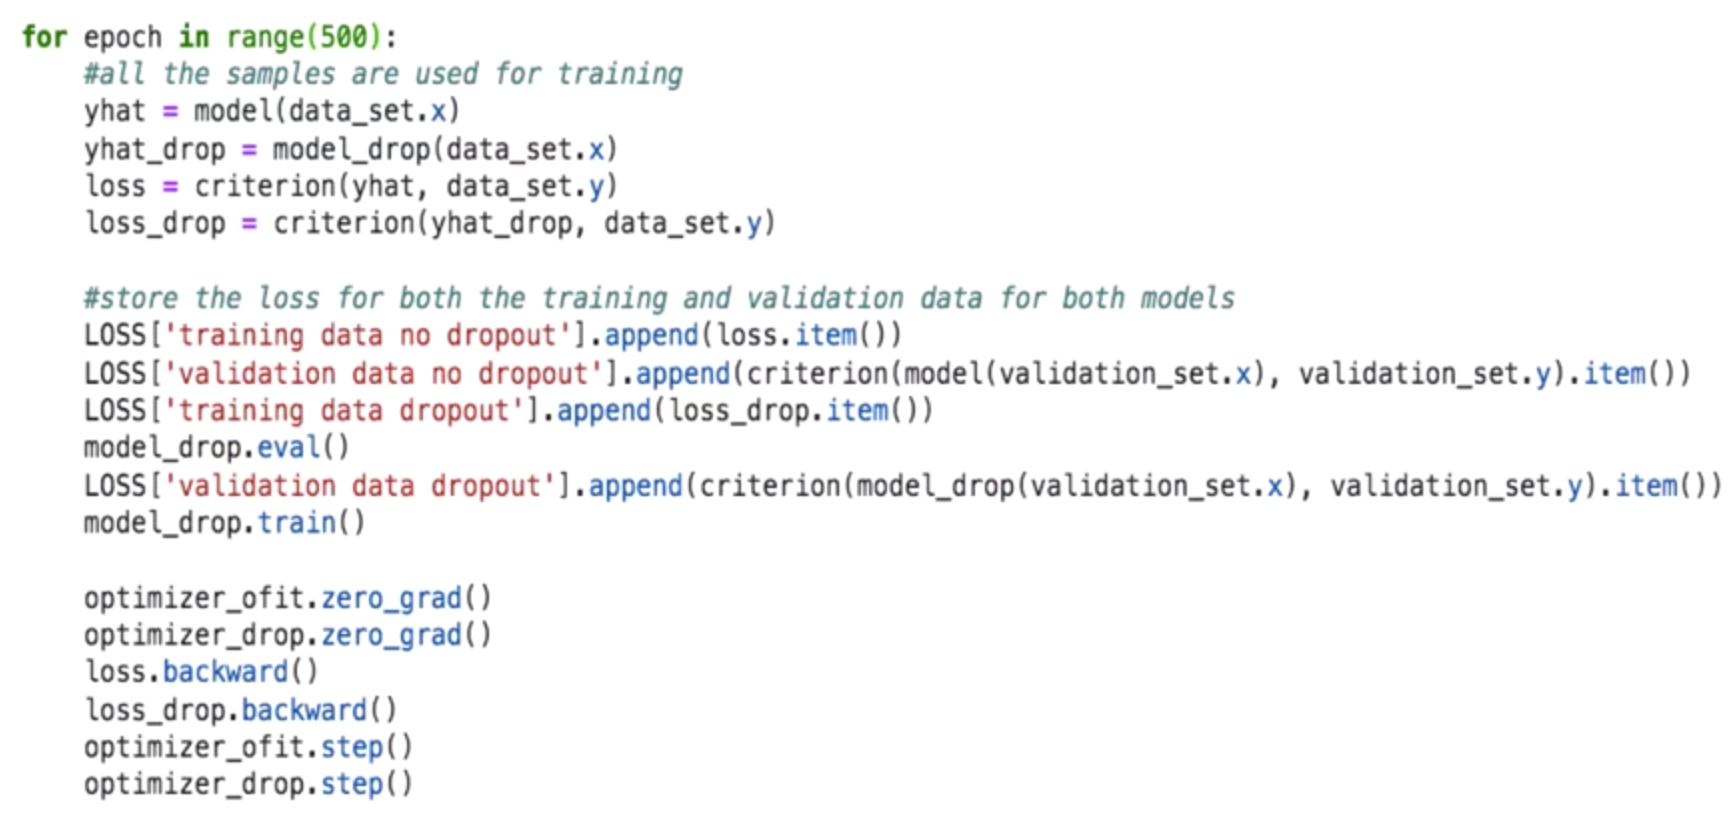 for epoch in range(500):
    #all the samples are used for training
    yhat = model(data_set.x)
    yhat_drop = model_drop(data_set.x)
    loss = criterion(yhat, data_set.y)
    loss_drop = criterion(yhat_drop, data_set.y)

    #store the loss for both the training and validation data for both models
    LOSS['training data no dropout'].append(loss.item())
    LOSS['validation data no dropout'].append(criterion(model(validation_set.x), validation_set.y).item())
    LOSS['training data dropout'].append(loss_drop.item())
    model_drop.eval()
    LOSS['validation data dropout'].append(criterion(model_drop(validation_set.x), validation_set.y).item())
    model_drop.train()

    optimizer_ofit.zero_grad()
    optimizer_drop.zero_grad()
    loss.backward()
    loss_drop.backward()
    optimizer_ofit.step()
    optimizer_drop.step()